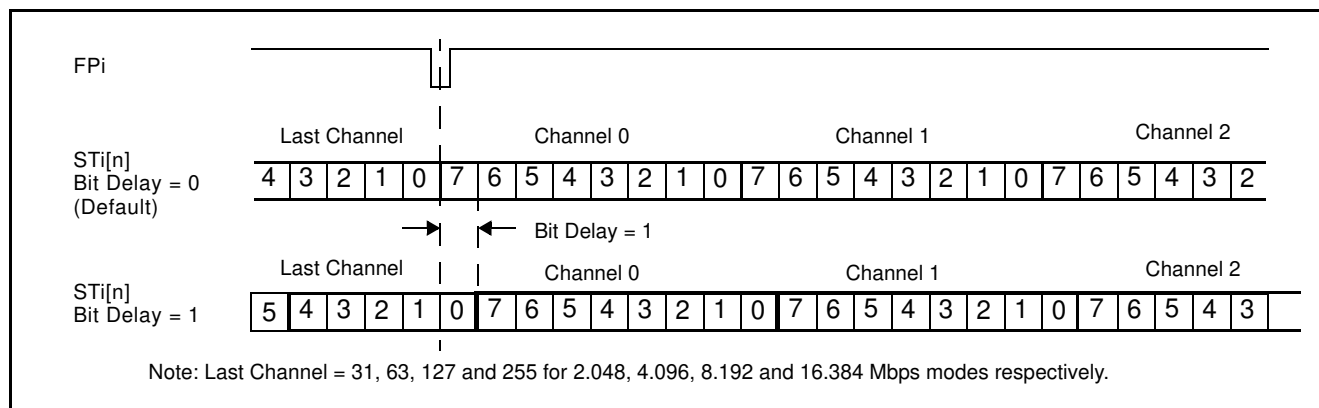 FPi
Last Channel Channel 0 Channel 1 Channel 2
STi[n]
Bit Delay = 0
(Default)
4 3 2 1 0 7 6 5 4 3 2 1 0 7 6 5 4 3 2 1 0 7 6 5 4 3 2
Bit Delay = 1
Last Channel Channel 0 Channel 1 Channel 2
STi[n]
Bit Delay = 1
5 4 3 2 1 0 7 6 5 4 3 2 1 0 7 6 5 4 3 2 1 0 7 6 5 4 3
Note: Last Channel = 31, 63, 127 and 255 for 2.048, 4.096, 8.192 and 16.384 Mbps modes respectively.